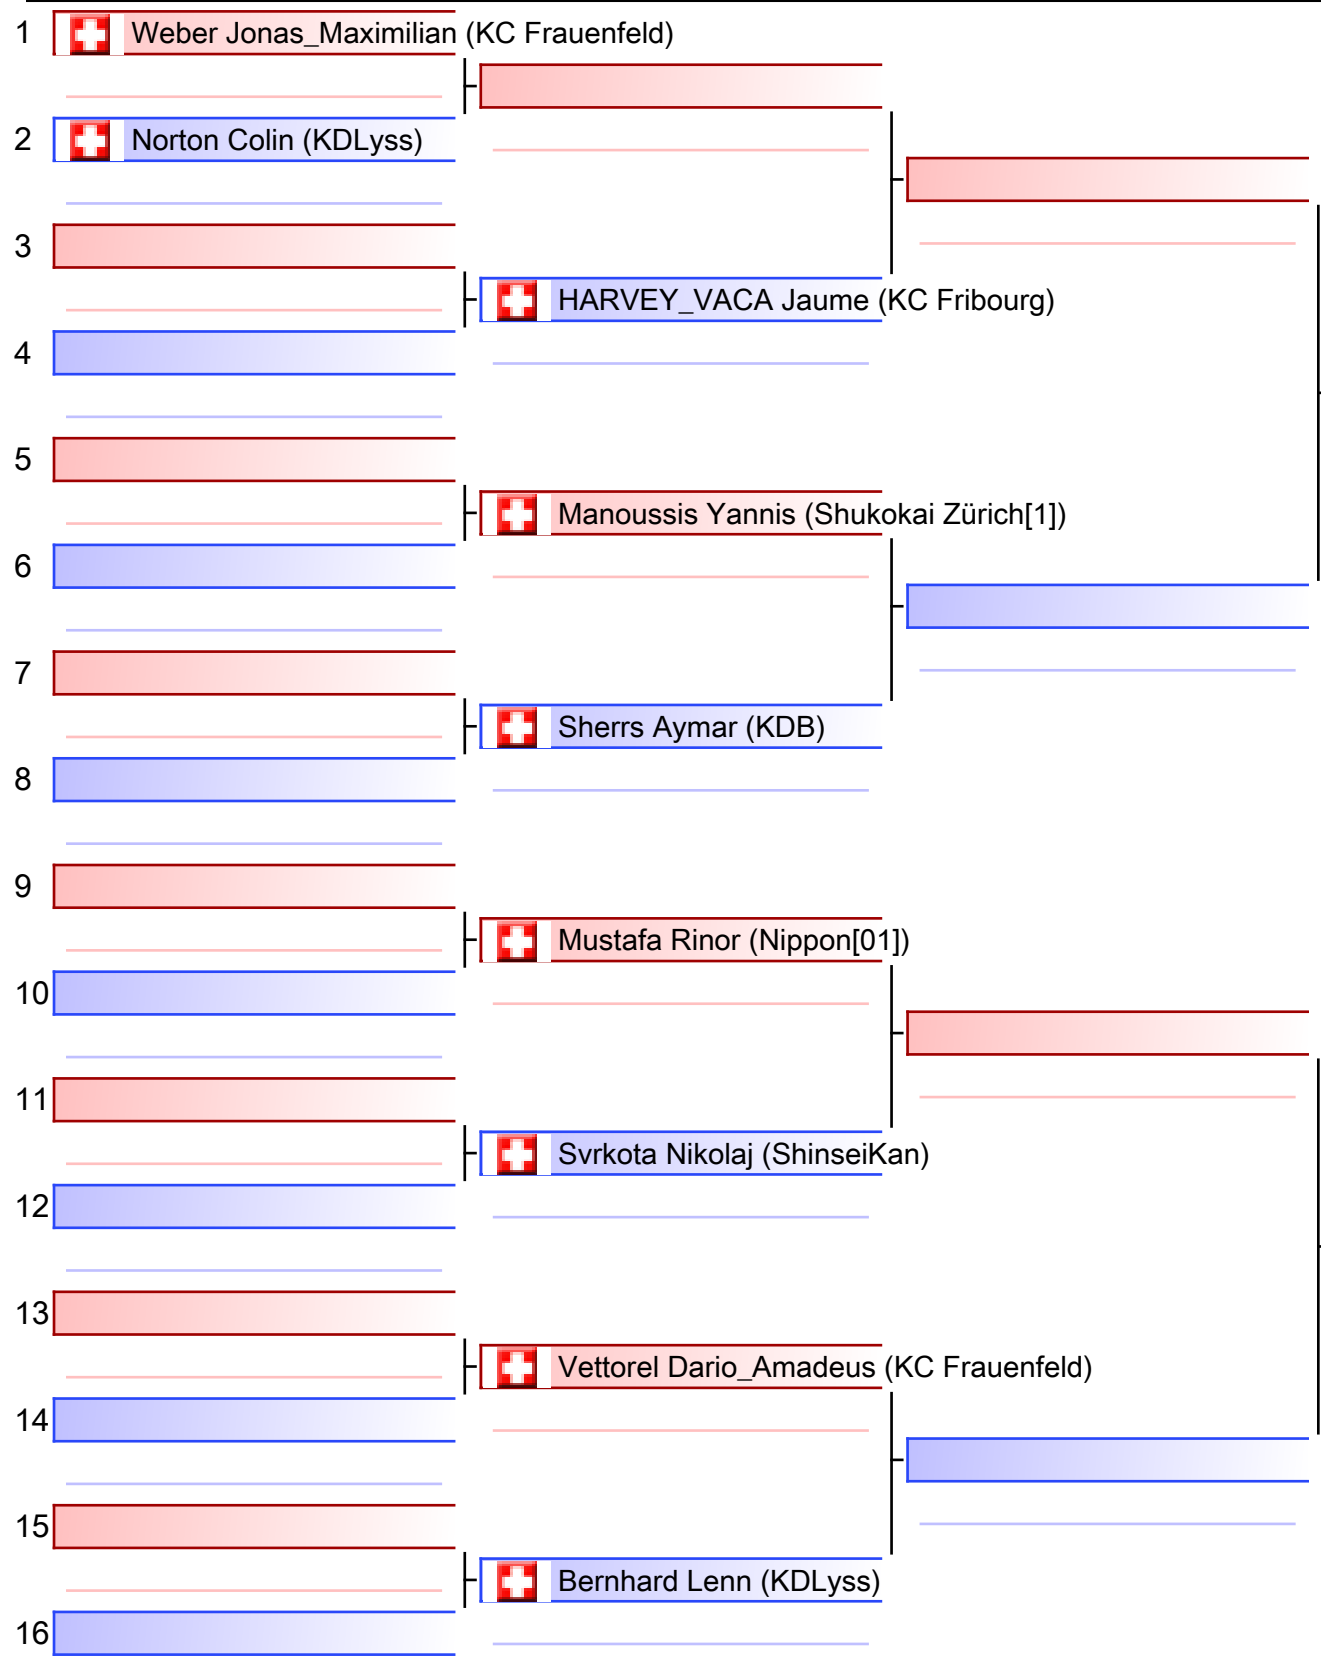 1 Weber Jonas_Maximilian (KC Frauenfeld)
2 Norton Colin (KDLyss)
3
HARVEY_VACA Jaume (KC Fribourg)
4
5
Manoussis Yannis (Shukokai Zürich[1])
6
7
Sherrs Aymar (KDB)
8
9
Mustafa Rinor (Nippon[01])
10
11
Svrkota Nikolaj (ShinseiKan)
12
13
Vettorel Dario_Amadeus (KC Frauenfeld)
14
15
Bernhard Lenn (KDLyss)
16